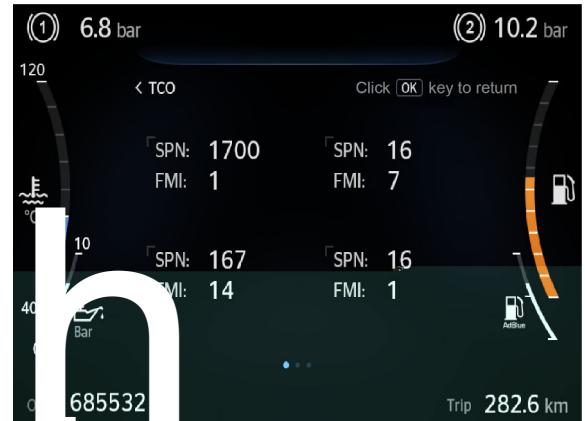 (1) 6.8 bar
(2) 10.2 bar
120
< TCO
Click OK key to return
SPN: 1700
SPN: 16
FMI: 1
FMI: 7
°C
10
SPN: 167
SPN: 16
FMI: 14
FMI: 1
40
Bar
AdBlue
h
685532
Trip 282.6 km